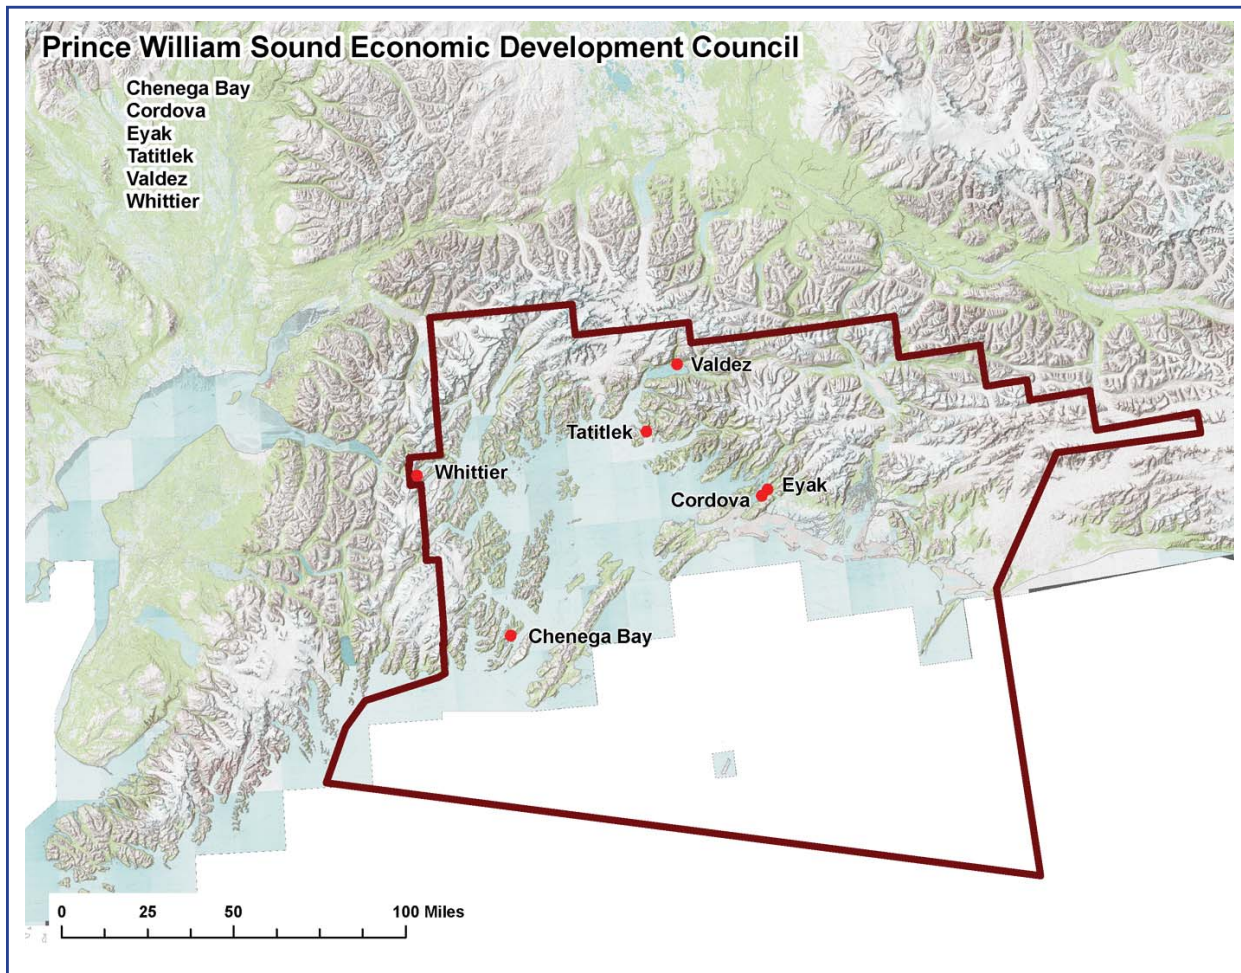 Prince William Sound Economic Development Council
Chenega Bay
Cordova
Eyak
Tatitlek
Valdez
Whittier
Valdez
Tatitlek
Whittier
Eyak
Cordova
Chenega Bay
0 25 50 100 Miles